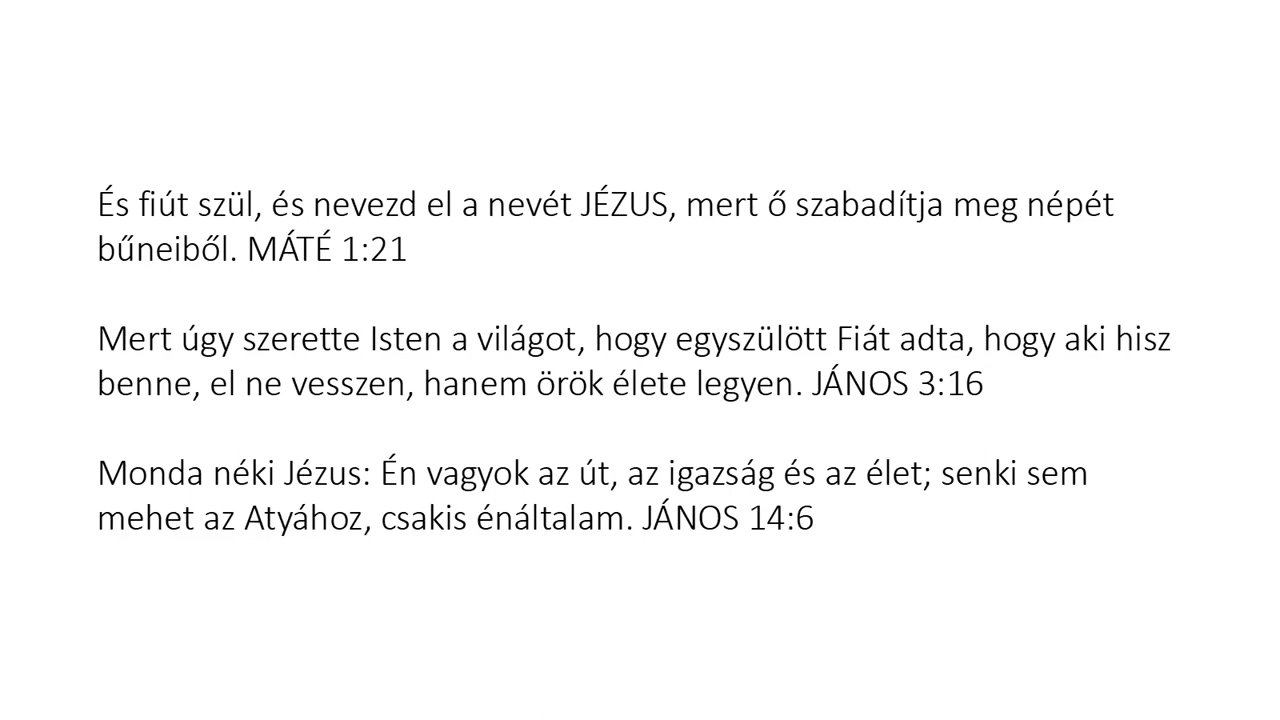 És fiút szül, és nevezd el a nevét JÉZUS, mert ő szabadítja meg népét
bűneiből. MÁTÉ 1:21
Mert úgy szerette Isten a világot, hogy egyszülött Fiát adta, hogy aki hisz
benne, el ne vesszen, hanem örök élete legyen. JÁNOS 3:16
Monda néki Jézus: Én vagyok az út, az igazság és az élet; senki sem
mehet az Atyához, csakis énáltalam. JÁNOS 14:6